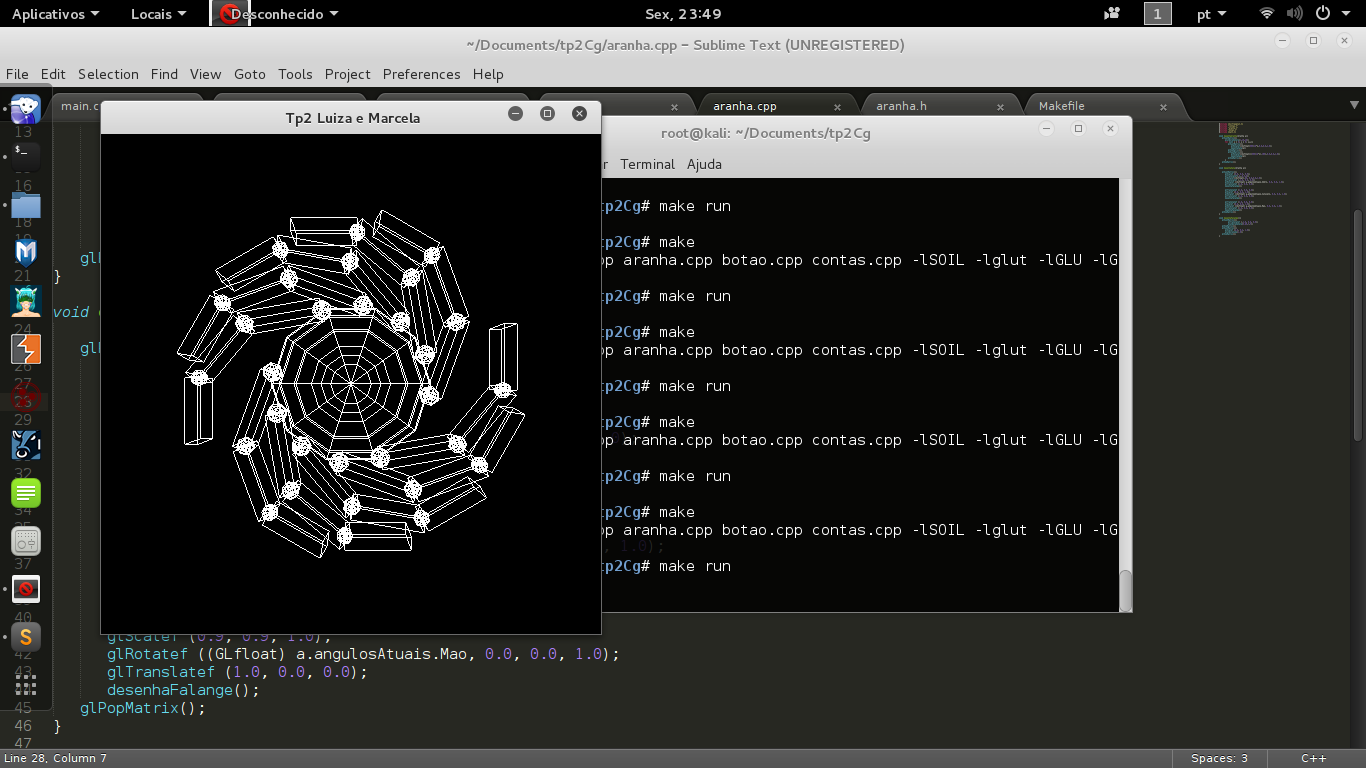 Aplicativos Locais Desconhecido Sex, 23:49 1 pt
~/Documents/tp2Cg/aranha.cpp – Sublime Text (UNREGISTERED)
File Edit Selection Find View Goto Tools Project Preferences Help
main.c aranha.cpp aranha.h Makefile
Tp2 Luiza e Marcela
root@kali: ~/Documents/tp2Cg
r Terminal Ajuda
tp2Cg# make run
tp2Cg# make
p aranha.cpp botao.cpp contas.cpp -lSOIL -lglut -lGLU -lG
tp2Cg# make run
tp2Cg# make
p aranha.cpp botao.cpp contas.cpp -lSOIL -lglut -lGLU -lG
tp2Cg# make run
tp2Cg# make
p aranha.cpp botao.cpp contas.cpp -lSOIL -lglut -lGLU -lG
tp2Cg# make run
tp2Cg# make
p aranha.cpp botao.cpp contas.cpp -lSOIL -lglut -lGLU -lG
, 1.0);
tp2Cg# make run
13
16
18
gl
21 }
void
24
gl
26
27
28
29
32
34
37
40
glScalef (0.9, 0.9, 1.0);
42 glRotatef ((GLfloat) a.angulosAtuais.Mao, 0.0, 0.0, 1.0);
43 glTranslatef (1.0, 0.0, 0.0);
desenhaFalange();
45 glPopMatrix();
46 }
47
Line 28, Column 7 Spaces: 3 C++